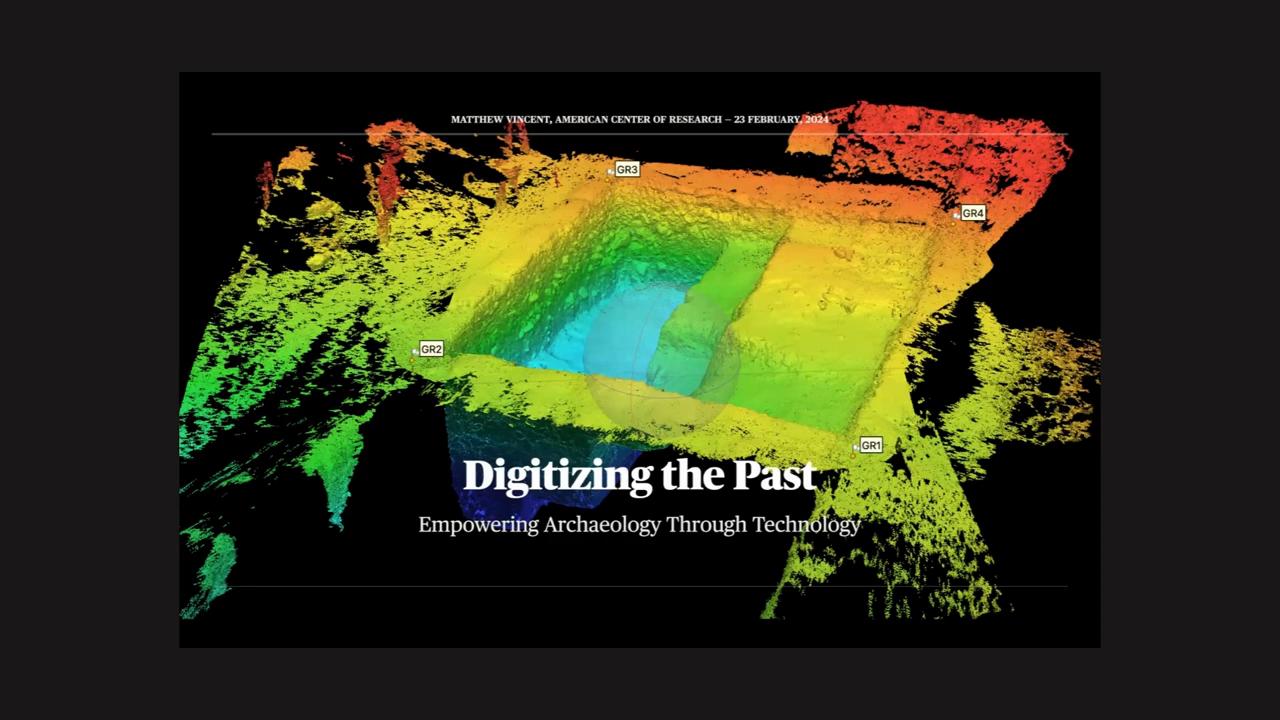 MATTHEW VINCENT, AMERICAN CENTER OF RESEARCH – 23 FEBRUARY, 2024
GR3
GR4
GR2
GR1
Digitizing the Past
Empowering Archaeology Through Technology